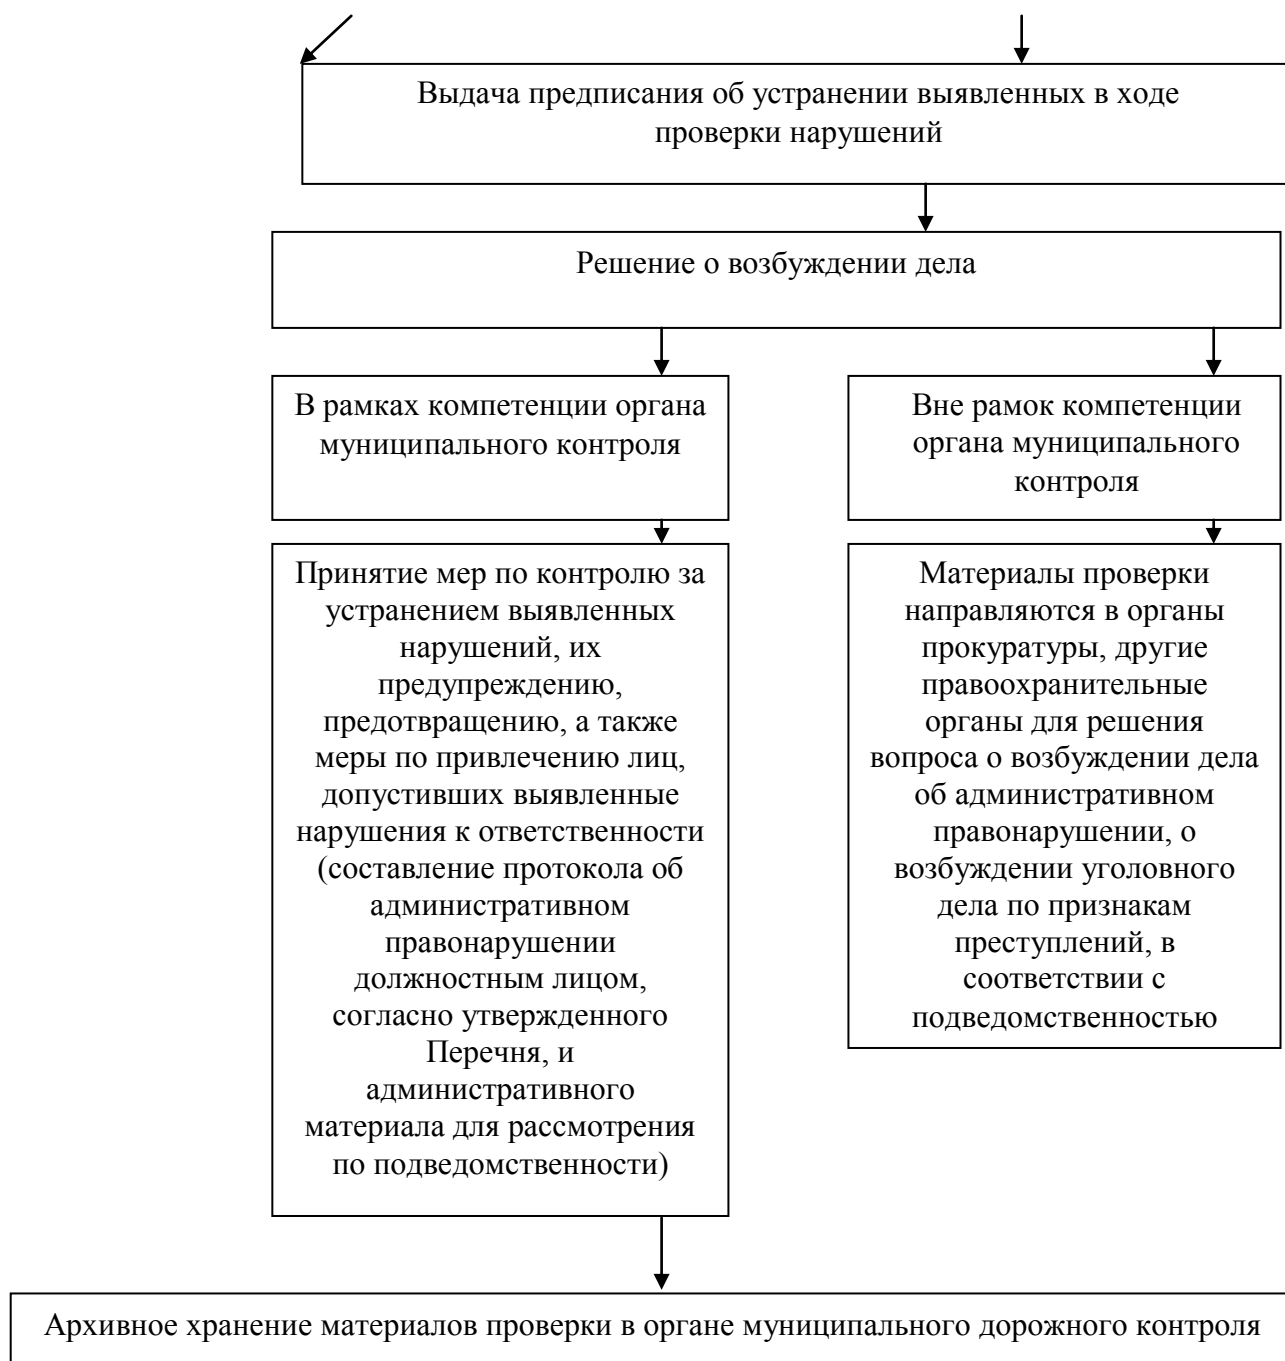 Выдача предписания об устранении выявленных в ходе
проверки нарушений
Решение о возбуждении дела
В рамках компетенции органа
муниципального контроля
Вне рамок компетенции
органа муниципального
контроля
Принятие мер по контролю за
устранением выявленных
нарушений, их
предупреждению,
предотвращению, а также
меры по привлечению лиц,
допустивших выявленные
нарушения к ответственности
(составление протокола об
административном
правонарушении
должностным лицом,
согласно утвержденного
Перечня, и
административного
материала для рассмотрения
по подведомственности)
Материалы проверки
направляются в органы
прокуратуры, другие
правоохранительные
органы для решения
вопроса о возбуждении дела
об административном
правонарушении, о
возбуждении уголовного
дела по признакам
преступлений, в
соответствии с
подведомственностью
Архивное хранение материалов проверки в органе муниципального дорожного контроля